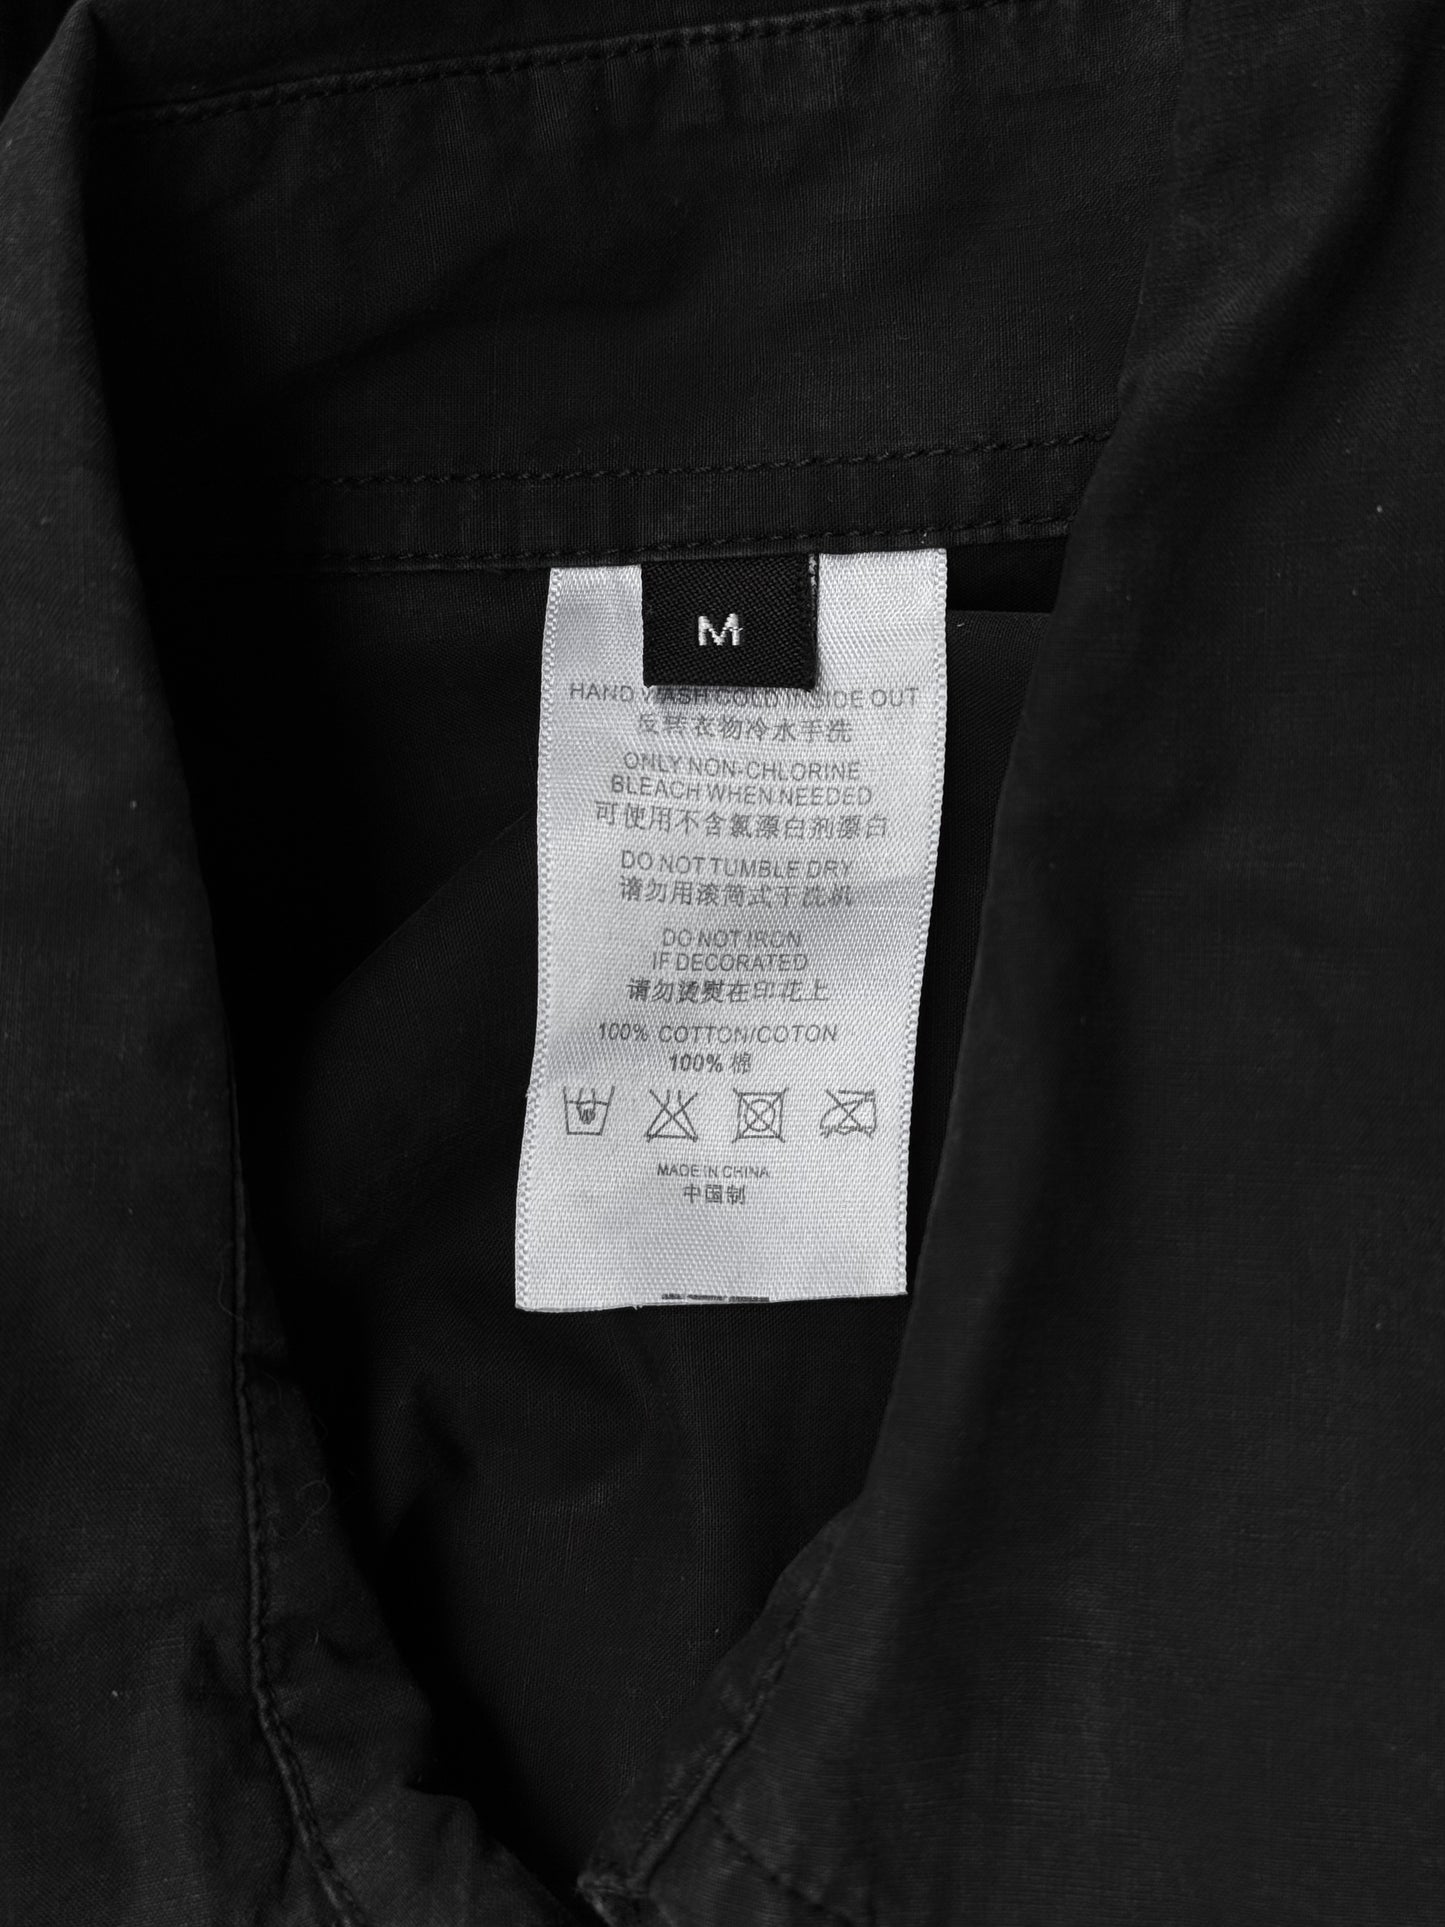 M
HAND WASH COLD INSIDE OUT
反转衣物冷水手洗
ONLY NON-CHLORINE
BLEACH WHEN NEEDED
可使用不含氯漂白剂漂白
DO NOT TUMBLE DRY
请勿用滚筒式干洗机
DO NOT IRON
IF DECORATED
请勿烫熨在印花上
100% COTTON/COTON
100% 棉
MADE IN CHINA
中国制